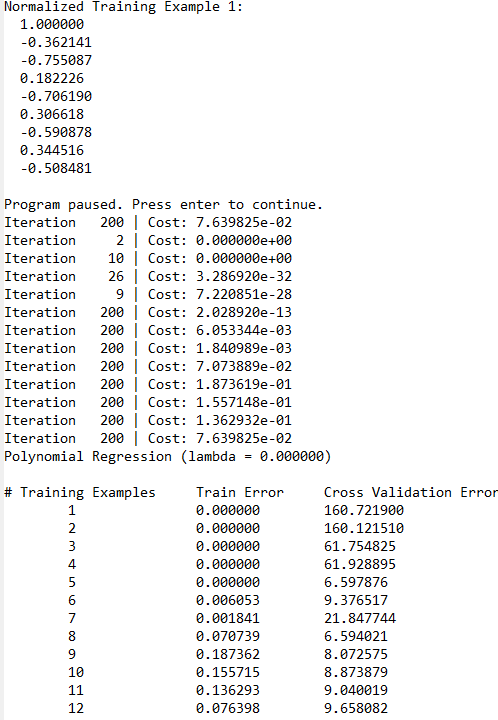 Normalized Training Example 1:
  1.000000
  -0.362141
  -0.755087
  0.182226
  -0.706190
  0.306618
  -0.590878
  0.344516
  -0.508481

Program paused. Press enter to continue.
Iteration   200 | Cost: 7.639825e-02
Iteration     2 | Cost: 0.000000e+00
Iteration    10 | Cost: 0.000000e+00
Iteration    26 | Cost: 3.286920e-32
Iteration     9 | Cost: 7.220851e-28
Iteration   200 | Cost: 2.028920e-13
Iteration   200 | Cost: 6.053344e-03
Iteration   200 | Cost: 1.840989e-03
Iteration   200 | Cost: 7.073889e-02
Iteration   200 | Cost: 1.873619e-01
Iteration   200 | Cost: 1.557148e-01
Iteration   200 | Cost: 1.362932e-01
Iteration   200 | Cost: 7.639825e-02
Polynomial Regression (lambda = 0.000000)

# Training Examples     Train Error     Cross Validation Error
        1               0.000000        160.721900
        2               0.000000        160.121510
        3               0.000000        61.754825
        4               0.000000        61.928895
        5               0.000000        6.597876
        6               0.006053        9.376517
        7               0.001841        21.847744
        8               0.070739        6.594021
        9               0.187362        8.072575
        10              0.155715        8.873879
        11              0.136293        9.040019
        12              0.076398        9.658082